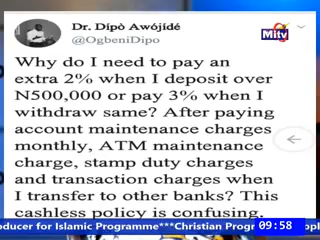 Dr. Dípò Awójídé
@OgbeniDipo
Mitv
Why do I need to pay an
extra 2% when I deposit over
N500,000 or pay 3% when I
withdraw same? After paying
account maintenance charges
monthly, ATM maintenance
charge, stamp duty charges
and transaction charges when
I transfer to other banks? This
cashless policy is confusing.
oducer for Islamic Programme***Christian Prog
09:58